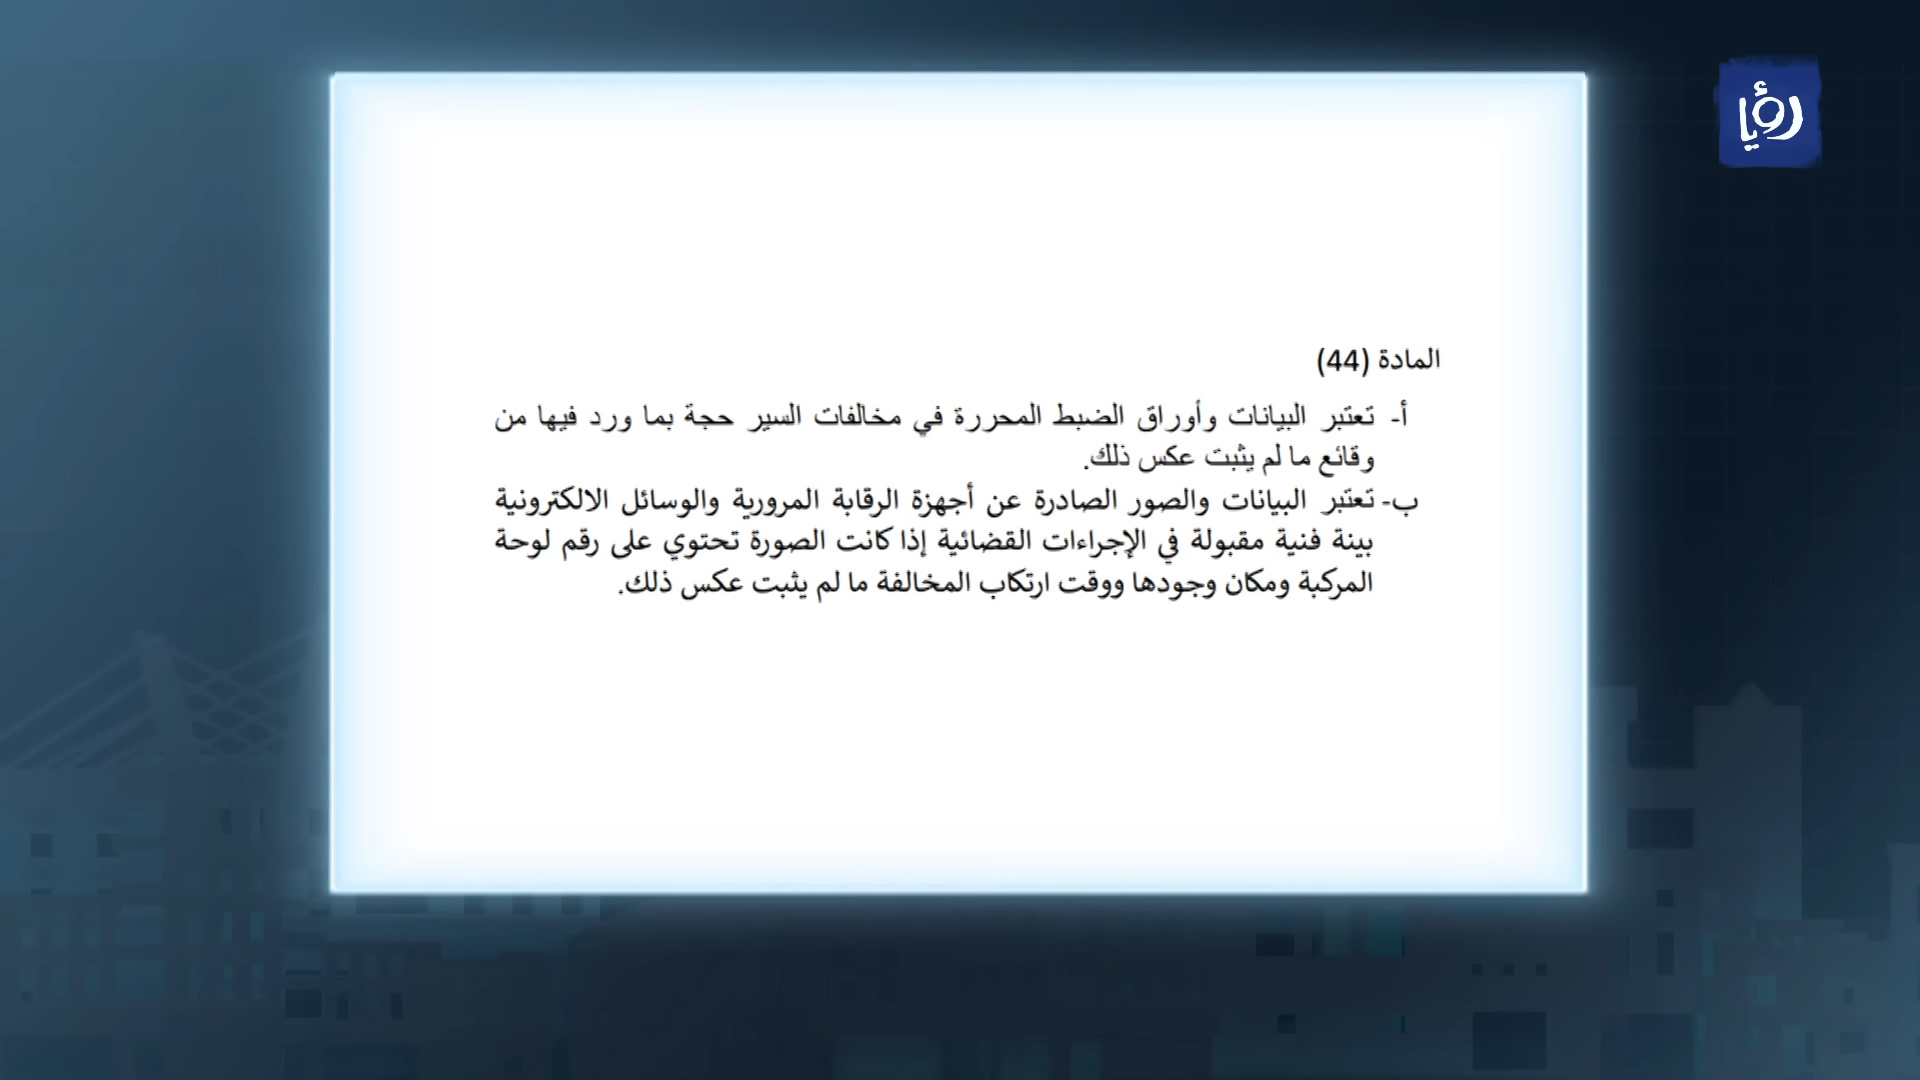 رؤيا
المادة (44)
أ- تعتبر البيانات وأوراق الضبط المحررة في مخالفات السير حجة بما ورد فيها من
وقائع ما لم يثبت عكس ذلك.
ب- تعتبر البيانات والصور الصادرة عن أجهزة الرقابة المرورية والوسائل الالكترونية
بينة فنية مقبولة في الإجراءات القضائية إذا كانت الصورة تحتوي على رقم لوحة
المركبة ومكان وجودها ووقت ارتكاب المخالفة ما لم يثبت عكس ذلك.